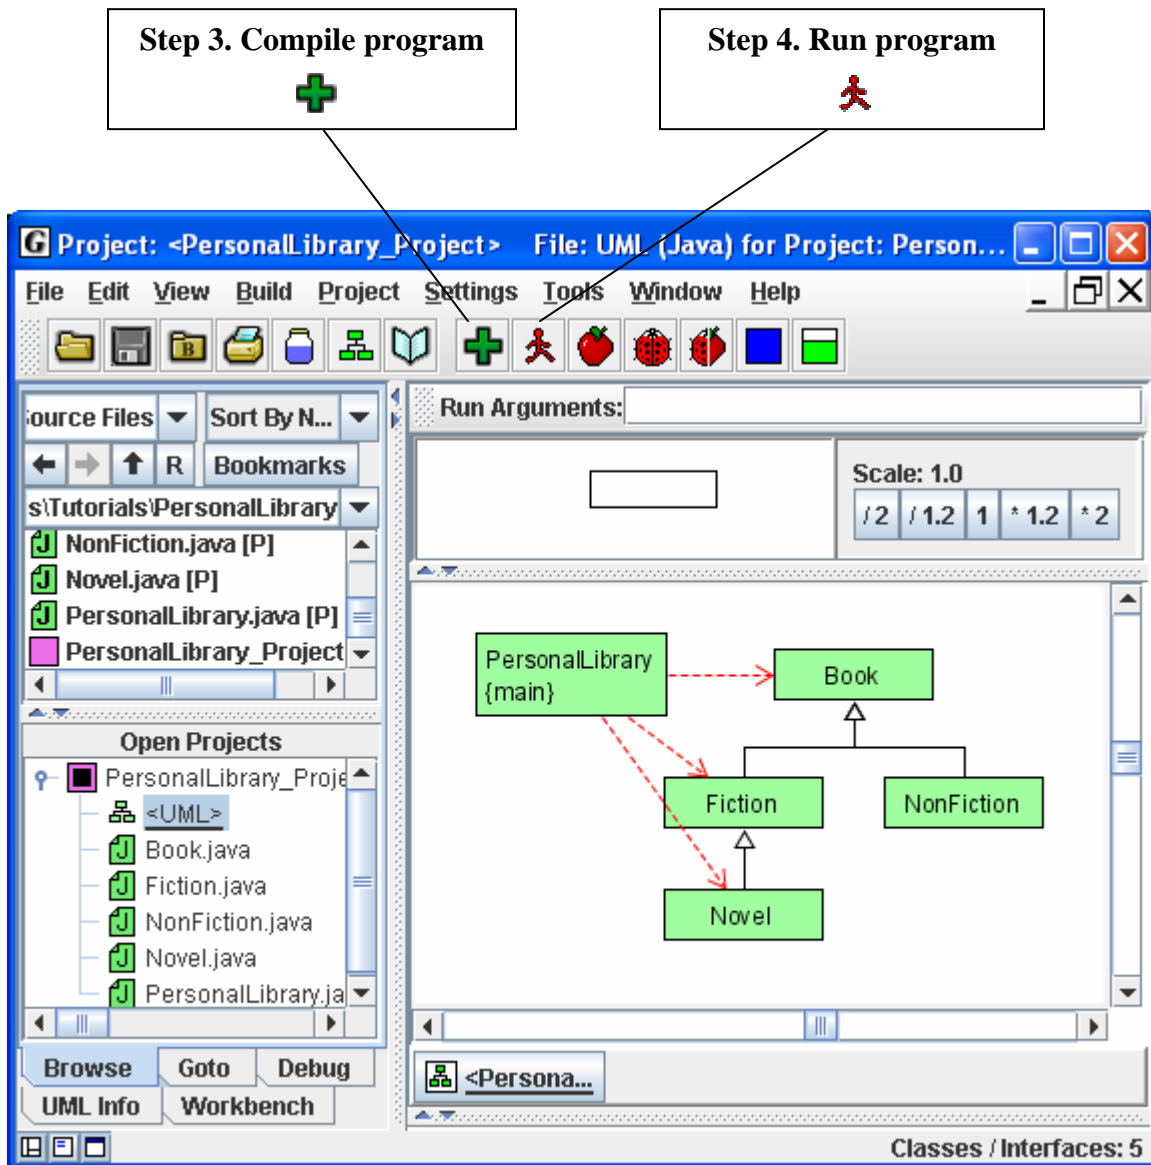 Step 3. Compile program
Step 4. Run program
G Project: <PersonalLibrary_Project> File: UML (Java) for Project: Person...
File Edit View Build Project Settings Tools Window Help
B
Source Files Sort By N...
Run Arguments:
R Bookmarks
Scale: 1.0
/ 2 / 1.2 1 * 1.2 * 2
s\Tutorials\PersonalLibrary
NonFiction.java [P]
Novel.java [P]
PersonalLibrary.java [P]
PersonalLibrary_Project
PersonalLibrary
{main}
Book
Fiction
NonFiction
Novel
Open Projects
PersonalLibrary_Proje
<UML>
Book.java
Fiction.java
NonFiction.java
Novel.java
PersonalLibrary.ja
Browse Goto Debug
UML Info Workbench
<Persona...
Classes / Interfaces: 5